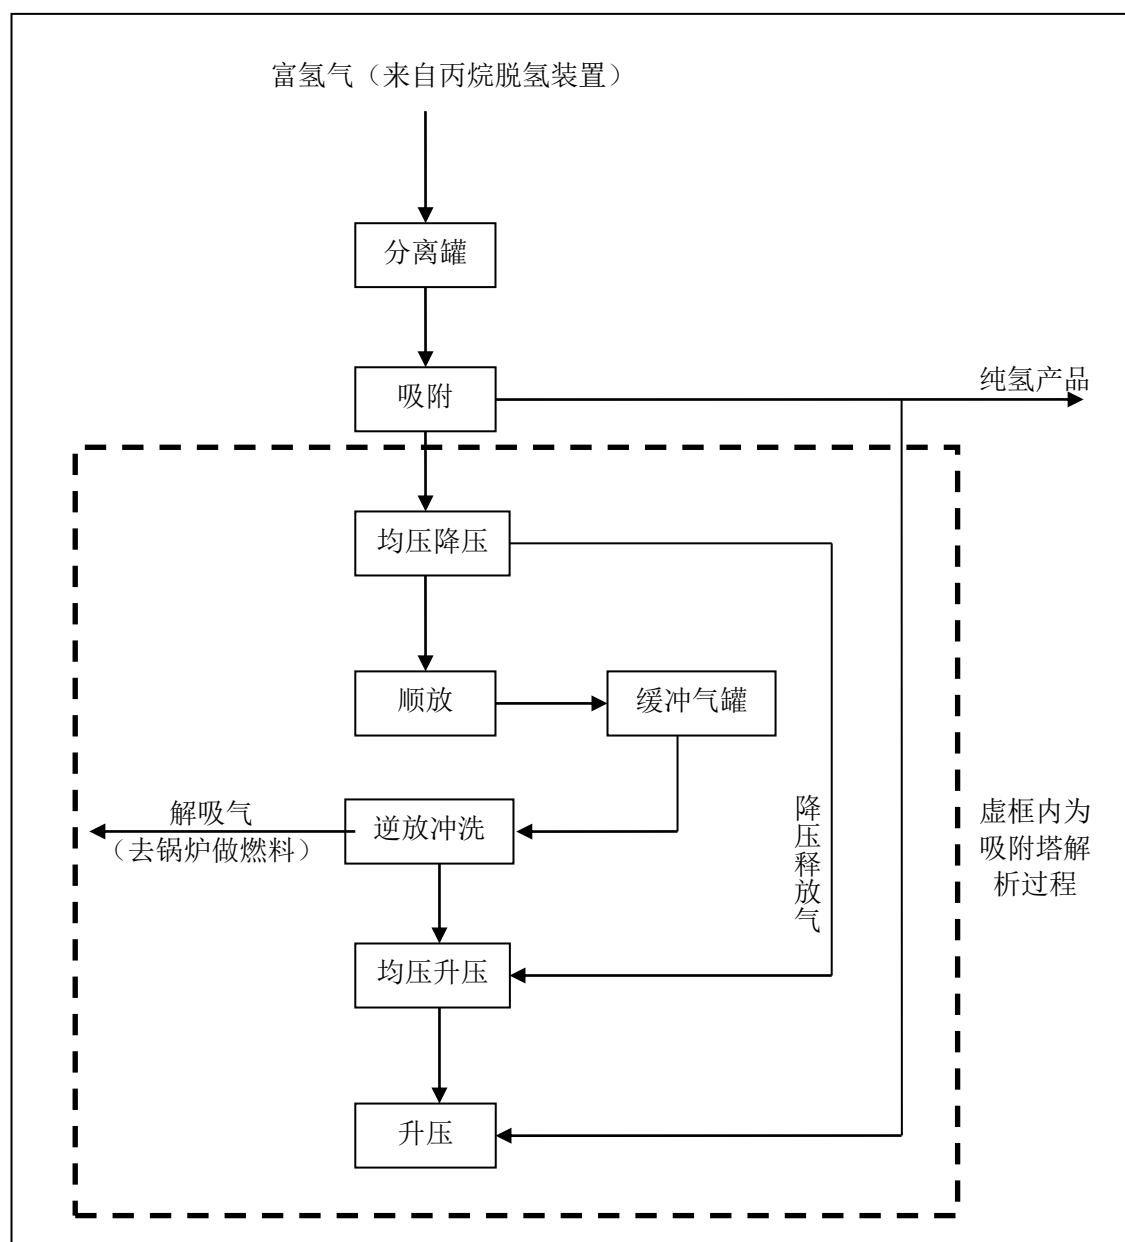 富氢气（来自丙烷脱氢装置）
分离罐
吸附
纯氢产品
均压降压
顺放
缓冲气罐
解吸气
（去锅炉做燃料）
逆放冲洗
降压释放气
虚框内为
吸附塔解
析过程
均压升压
升压